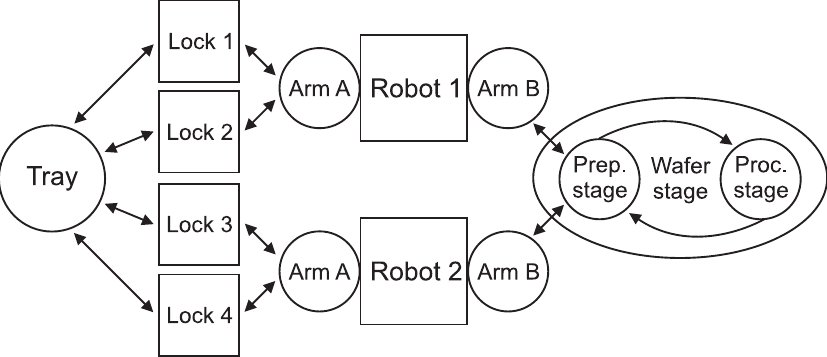 Lock 1
Arm A
Robot 1
Arm B
Lock 2
Tray
Prep.
stage
Wafer
stage
Proc.
stage
Lock 3
Arm A
Robot 2
Arm B
Lock 4